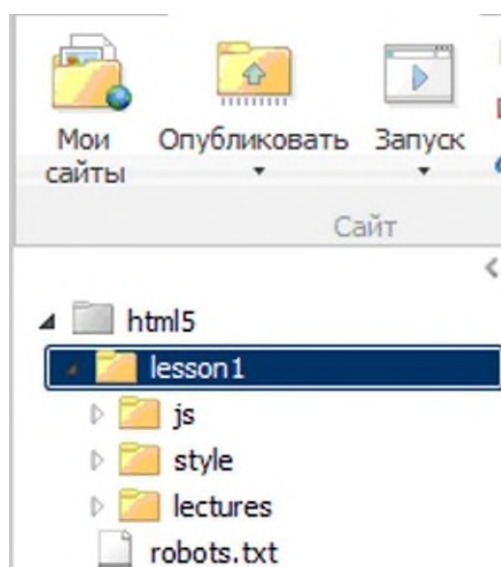 Мои сайты
Опубликовать
Запуск
Сайт
html5
lesson1
js
style
lectures
robots.txt